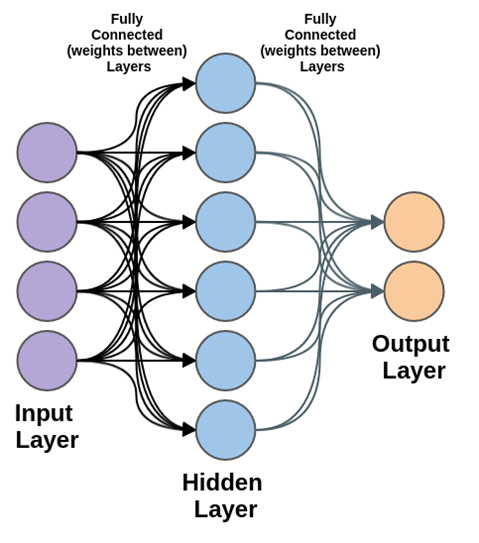 Fully
Connected
(weights between)
Layers
Fully
Connected
(weights between)
Layers
Input
Layer
Hidden
Layer
Output
Layer